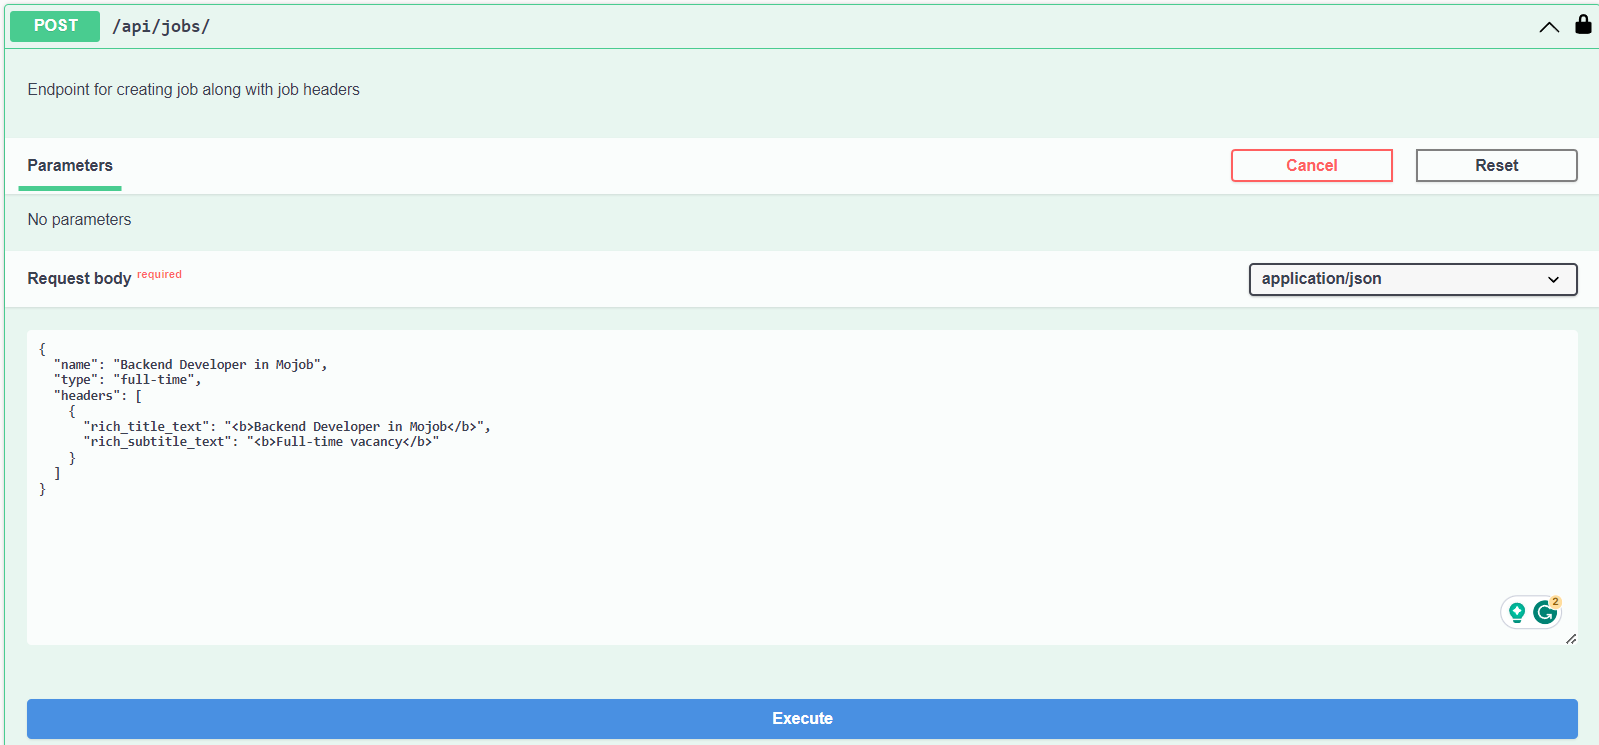 POST /api/jobs/
Endpoint for creating job along with job headers
Parameters
Cancel
Reset
No parameters
Request body required
application/json
{
  "name": "Backend Developer in Mojob",
  "type": "full-time",
  "headers": [
    {
      "rich_title_text": "<b>Backend Developer in Mojob</b>",
      "rich_subtitle_text": "<b>Full-time vacancy</b>"
    }
  ]
}
2
Execute